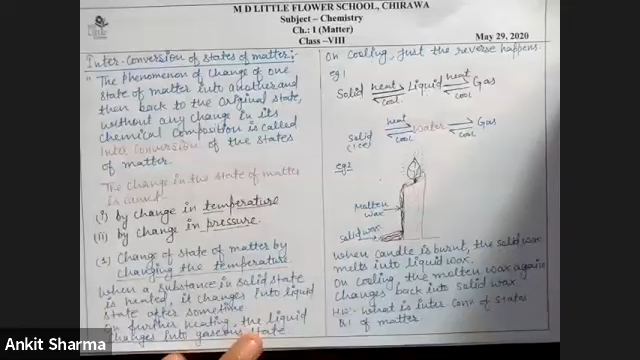 M D LITTLE FLOWER SCHOOL, CHIRAWA
Subject – Chemistry
Ch.: I (Matter)
Class –VIII
May 29, 2020
Inter-Conversion of states of matter:-
"The Phenomenon of change of one
state of matter into another and
then back to the original state,
without any change in its
chemical composition is called
Inter Conversion of the states
of matter.
The change in the state of matter
is caused
(i) by change in temperature
(ii) by change in pressure.
(1) Change of state of matter by
changing the temperature.
When a substance in solid state
is heated, it changes into liquid
state after sometime
On further heating, the liquid
changes into gaseous state
On cooling, just the reverse happens.
eg1
Solid heat cool Liquid heat cool Gas
Solid (ice) heat cool water cool Gas
eg2
Molten wax
solid wax
When candle is burnt, the solid wax
melts into liquid wax.
On cooling the molten wax again
changes back into solid wax
HW:- What is inter conv of states
of matter
Ankit Sharma